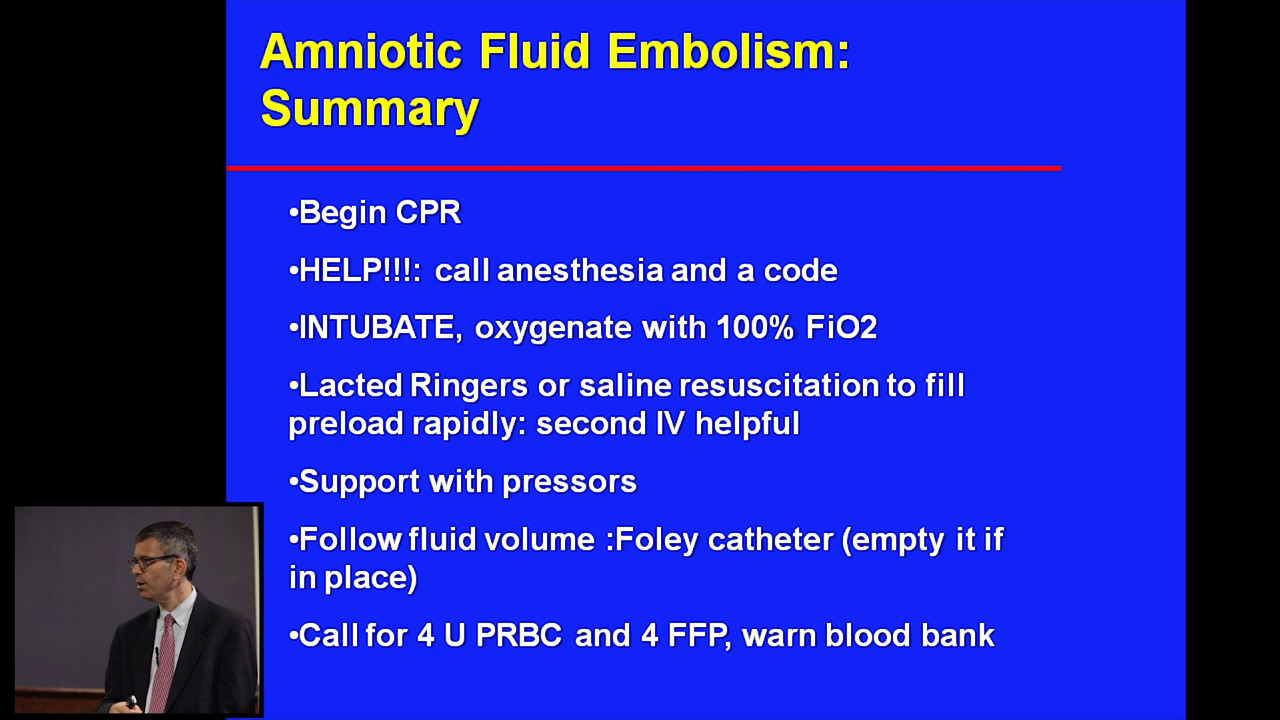 Amniotic Fluid Embolism:
Summary
•Begin CPR
•HELP!!!: call anesthesia and a code
•INTUBATE, oxygenate with 100% FiO2
•Lacted Ringers or saline resuscitation to fill
preload rapidly: second IV helpful
•Support with pressors
•Follow fluid volume :Foley catheter (empty it if
in place)
•Call for 4 U PRBC and 4 FFP, warn blood bank